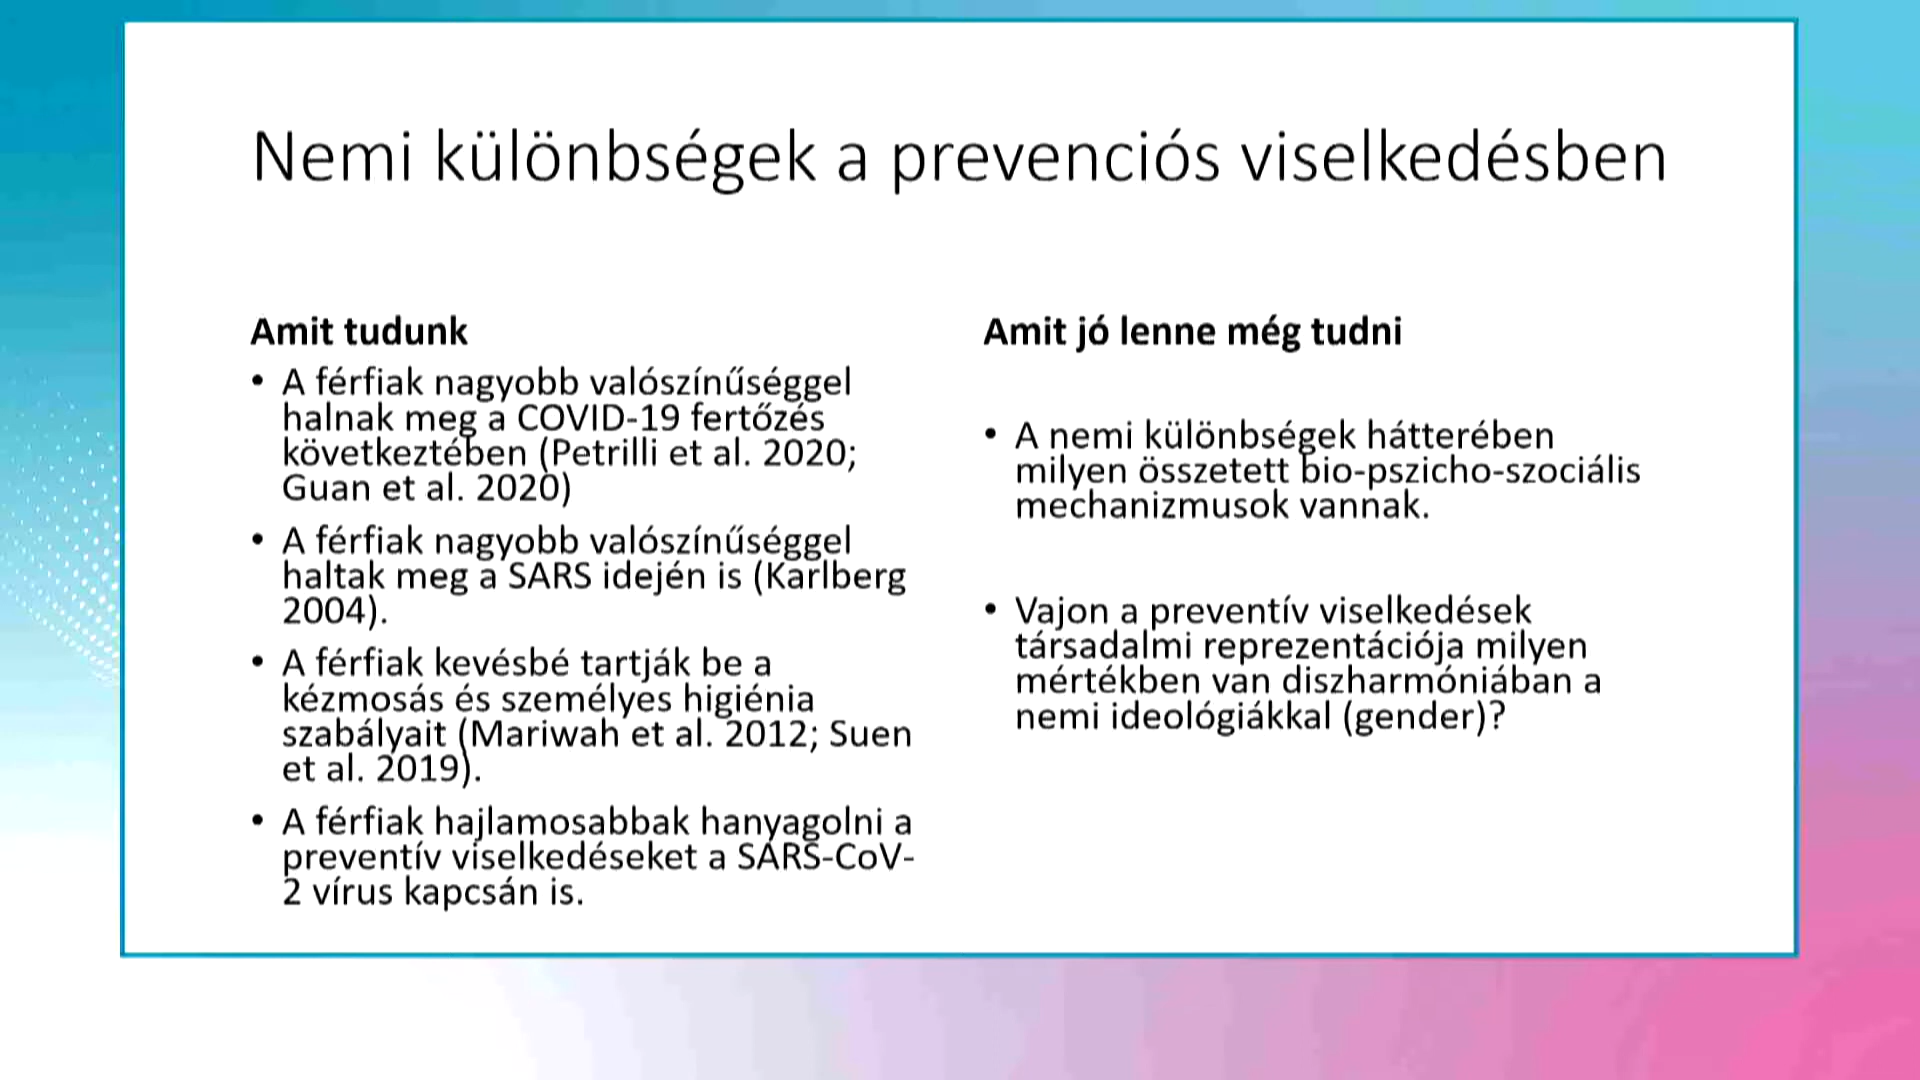 Nemi különbségek a prevenciós viselkedésben
Amit tudunk
• A férfiak nagyobb valószínűséggel
halnak meg a COVID-19 fertőzés
következtében (Petrilli et al. 2020;
Guan et al. 2020)
• A férfiak nagyobb valószínűséggel
haltak meg a SARS idején is (Karlberg
2004).
• A férfiak kevésbé tartják be a
kézmosás és személyes higiénia
szabályait (Mariwah et al. 2012; Suen
et al. 2019).
• A férfiak hajlamosabbak hanyagolni a
preventív viselkedéseket a SARS-CoV-
2 vírus kapcsán is.
Amit jó lenne még tudni
• A nemi különbségek hátterében
milyen összetett bio-pszicho-szociális
mechanizmusok vannak.
• Vajon a preventív viselkedések
társadalmi reprezentációja milyen
mértékben van diszharmóniában a
nemi ideológiákkal (gender)?